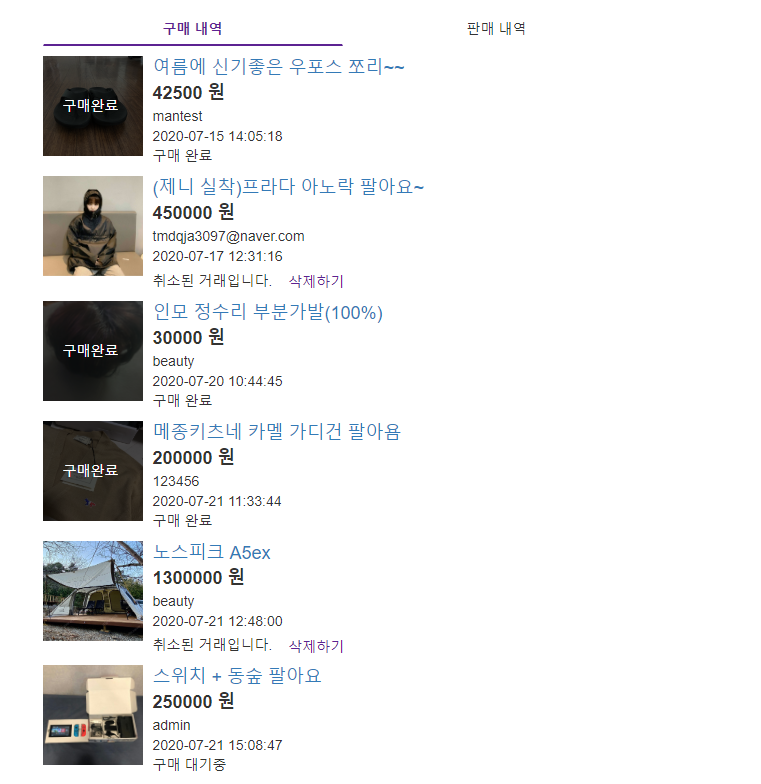 구매 내역
판매 내역
구매완료
여름에 신기좋은 우포스 쪼리~~
42500 원
mantest
2020-07-15 14:05:18
구매 완료
(제니 실착)프라다 아노락 팔아요~
450000 원
tmdqja3097@naver.com
2020-07-17 12:31:16
취소된 거래입니다. 삭제하기
구매완료
인모 정수리 부분가발(100%)
30000 원
beauty
2020-07-20 10:44:45
구매 완료
구매완료
메종키츠네 카멜 가디건 팔아욤
200000 원
123456
2020-07-21 11:33:44
구매 완료
노스피크 A5ex
1300000 원
beauty
2020-07-21 12:48:00
취소된 거래입니다. 삭제하기
스위치 + 동숲 팔아요
250000 원
admin
2020-07-21 15:08:47
구매 대기중